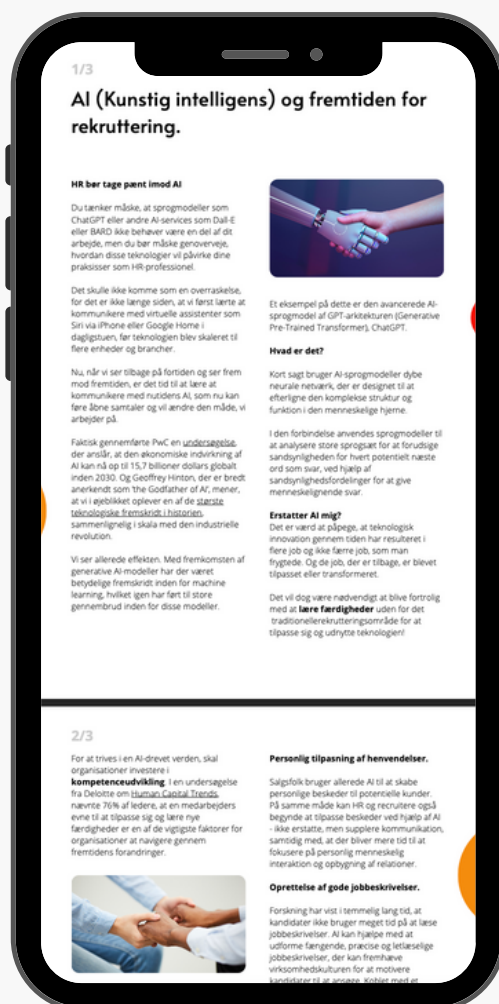 1/3
AI (Kunstig intelligens) og fremtiden for
rekruttering.
HR bør tage pænt imod AI
Du tænker måske, at sprogmodeller som
ChatGPT eller andre AI-services som Dall-E
eller BARD ikke behøver være en del af dit
arbejde, men du bør måske genoverveje,
hvordan disse teknologier vil påvirke dine
praksisser som HR-professionel.
Det skulle ikke komme som en overraskelse,
for det er ikke længe siden, at vi først lærte at
kommunikere med virtuelle assistenter som
Siri via iPhone eller Google Home i
dagligstuen, før teknologien blev skaleret til
flere enheder og brancher.
Nu, når vi ser tilbage på fortiden og ser frem
mod fremtiden, er det tid til at lære at
kommunikere med nutidens AI, som nu kan
føre åbne samtaler og vil ændre den måde, vi
arbejder på.
Faktisk gennemførte PwC en undersøgelse,
der anslår, at den økonomiske indvirkning af
AI kan nå op til 15,7 billioner dollars globalt
inden 2030. Og Geoffrey Hinton, der er bredt
anerkendt som 'the Godfather of AI', mener,
at vi i øjeblikket oplever en af de største
teknologiske fremskridt i historien,
sammenlignelig i skala med den industrielle
revolution.
Vi ser allerede effekten. Med fremkomsten af
generative AI-modeller har der været
betydelige fremskridt inden for machine
learning, hvilket igen har ført til store
gennembrud inden for disse modeller.
Et eksempel på dette er den avancerede AI-
sprogmodel af GPT-arkitekturen (Generative
Pre-Trained Transformer), ChatGPT.
Hvad er det?
Kort sagt bruger AI-sprogmodeller dybe
neurale netværk, der er designet til at
efterligne den komplekse struktur og
funktion i den menneskelige hjerne.
I den forbindelse anvendes sprogmodeller til
at analysere store sprogsæt for at forudsige
sandsynligheden for hvert potentielt næste
ord som svar, ved hjælp af
sandsynlighedsfordelinger for at give
menneskelignende svar.
Erstatter AI mig?
Det er værd at påpege, at teknologisk
innovation gennem tiden har resulteret i
flere job og ikke færre job, som man
frygtede. Og de job, der er tilbage, er blevet
tilpasset eller transformeret.
Det vil dog være nødvendigt at blive fortrolig
med at lære færdigheder uden for det
traditionellerekrutteringsområde for at
tilpasse sig og udnytte teknologien!
2/3
For at trives i en AI-drevet verden, skal
organisationer investere i
kompetenceudvikling. I en undersøgelse
fra Deloitte om Human Capital Trends,
nævnte 76% af ledere, at en medarbejders
evne til at tilpasse sig og lære nye
færdigheder er en af de vigtigste faktorer for
organisationer at navigere gennem
fremtidens forandringer.
Personlig tilpasning af henvendelser.
Salgsfolk bruger allerede AI til at skabe
personlige beskeder til potentielle kunder.
På samme måde kan HR og recruitere også
begynde at tilpasse beskeder ved hjælp af AI
- ikke erstatte, men supplere kommunikation,
samtidig med, at der bliver mere tid til at
fokusere på personlig menneskelig
interaktion og opbygning af relationer.
Oprettelse af gode jobbeskrivelser.
Forskning har vist i temmelig lang tid, at
kandidater ikke bruger meget tid på at læse
jobbeskrivelser. AI kan hjælpe med at
udforme fængende, præcise og letlæselige
jobbeskrivelser, der kan fremhæve
virksomhedskulturen for at motivere
kandidater til at ansøge. Koblet med et